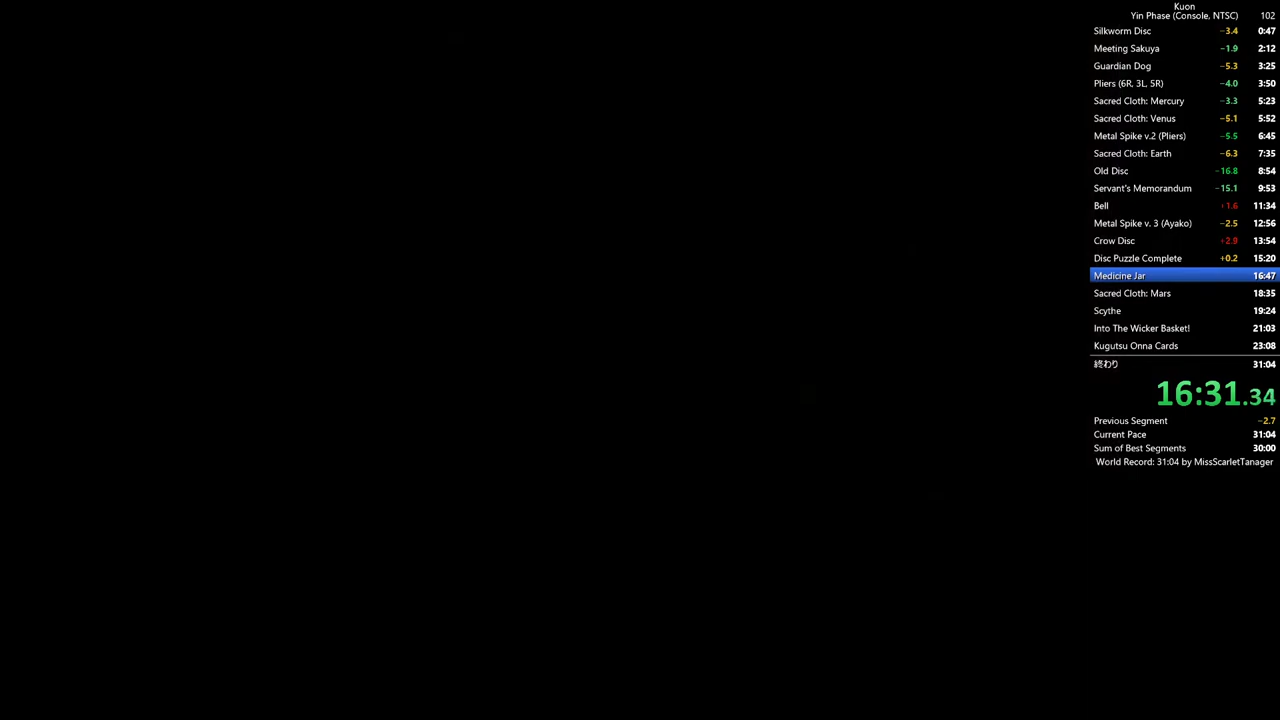 Kuon
Yin Phase (Console, NTSC) 102
Silkworm Disc −3.4 0:47
Meeting Sakuya −1.9 2:12
Guardian Dog −5.3 3:25
Pliers (6R, 3L, 5R) −4.0 3:50
Sacred Cloth: Mercury −3.3 5:23
Sacred Cloth: Venus −5.1 5:52
Metal Spike v.2 (Pliers) −5.5 6:45
Sacred Cloth: Earth −6.3 7:35
Old Disc −16.8 8:54
Servant's Memorandum −15.1 9:53
Bell +1.6 11:34
Metal Spike v. 3 (Ayako) −2.5 12:56
Crow Disc +2.9 13:54
Disc Puzzle Complete +0.2 15:20
Medicine Jar 16:47
Sacred Cloth: Mars 18:35
Scythe 19:24
Into The Wicker Basket! 21:03
Kugutsu Onna Cards 23:08
終わり 31:04
16:31.34
Previous Segment −2.7
Current Pace 31:04
Sum of Best Segments 30:00
World Record: 31:04 by MissScarletTanager